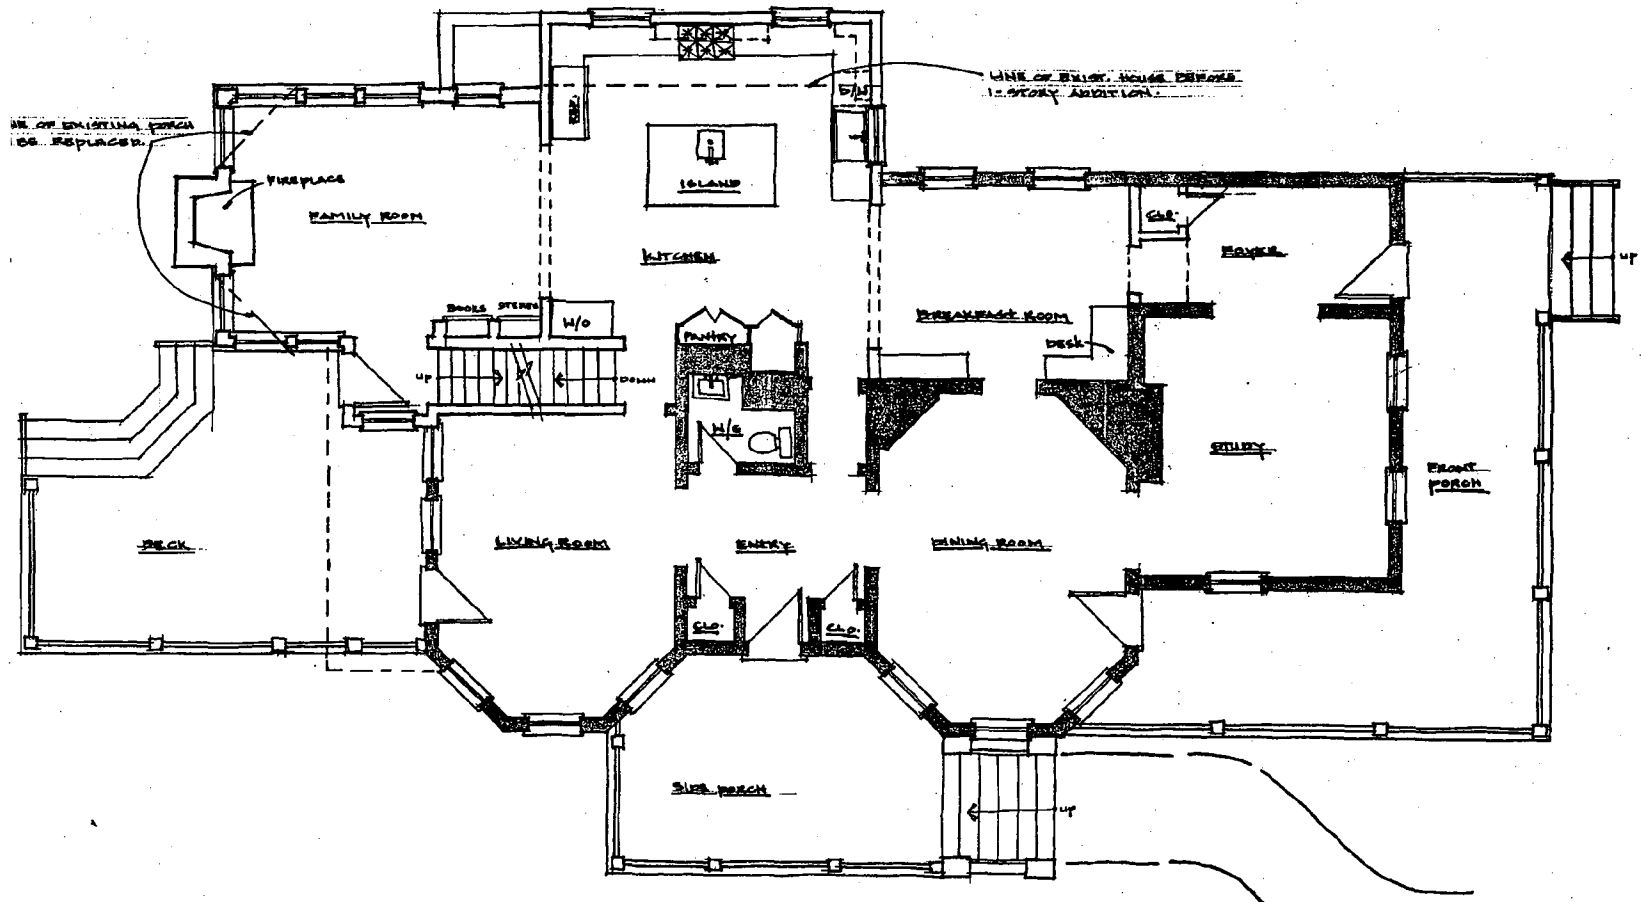 LINE OF EXIST. HOUSE BEFORE
1-STORY ADDITION.
D/W
REF.
NE OF EXISTING PORCH
BE REPLACED.
FIREPLACE
ISLAND
FAMILY ROOM
CLO.
KITCHEN
FOYER
UP
BOOKS
STEREO
W/O
BREAKFAST ROOM
PANTRY
DESK
UP
DOWN
W/C
STUDY
FRONT
PORCH
DECK
LIVING ROOM
ENTRY
DINING ROOM
CLO.
CLO.
SIDE PORCH
UP